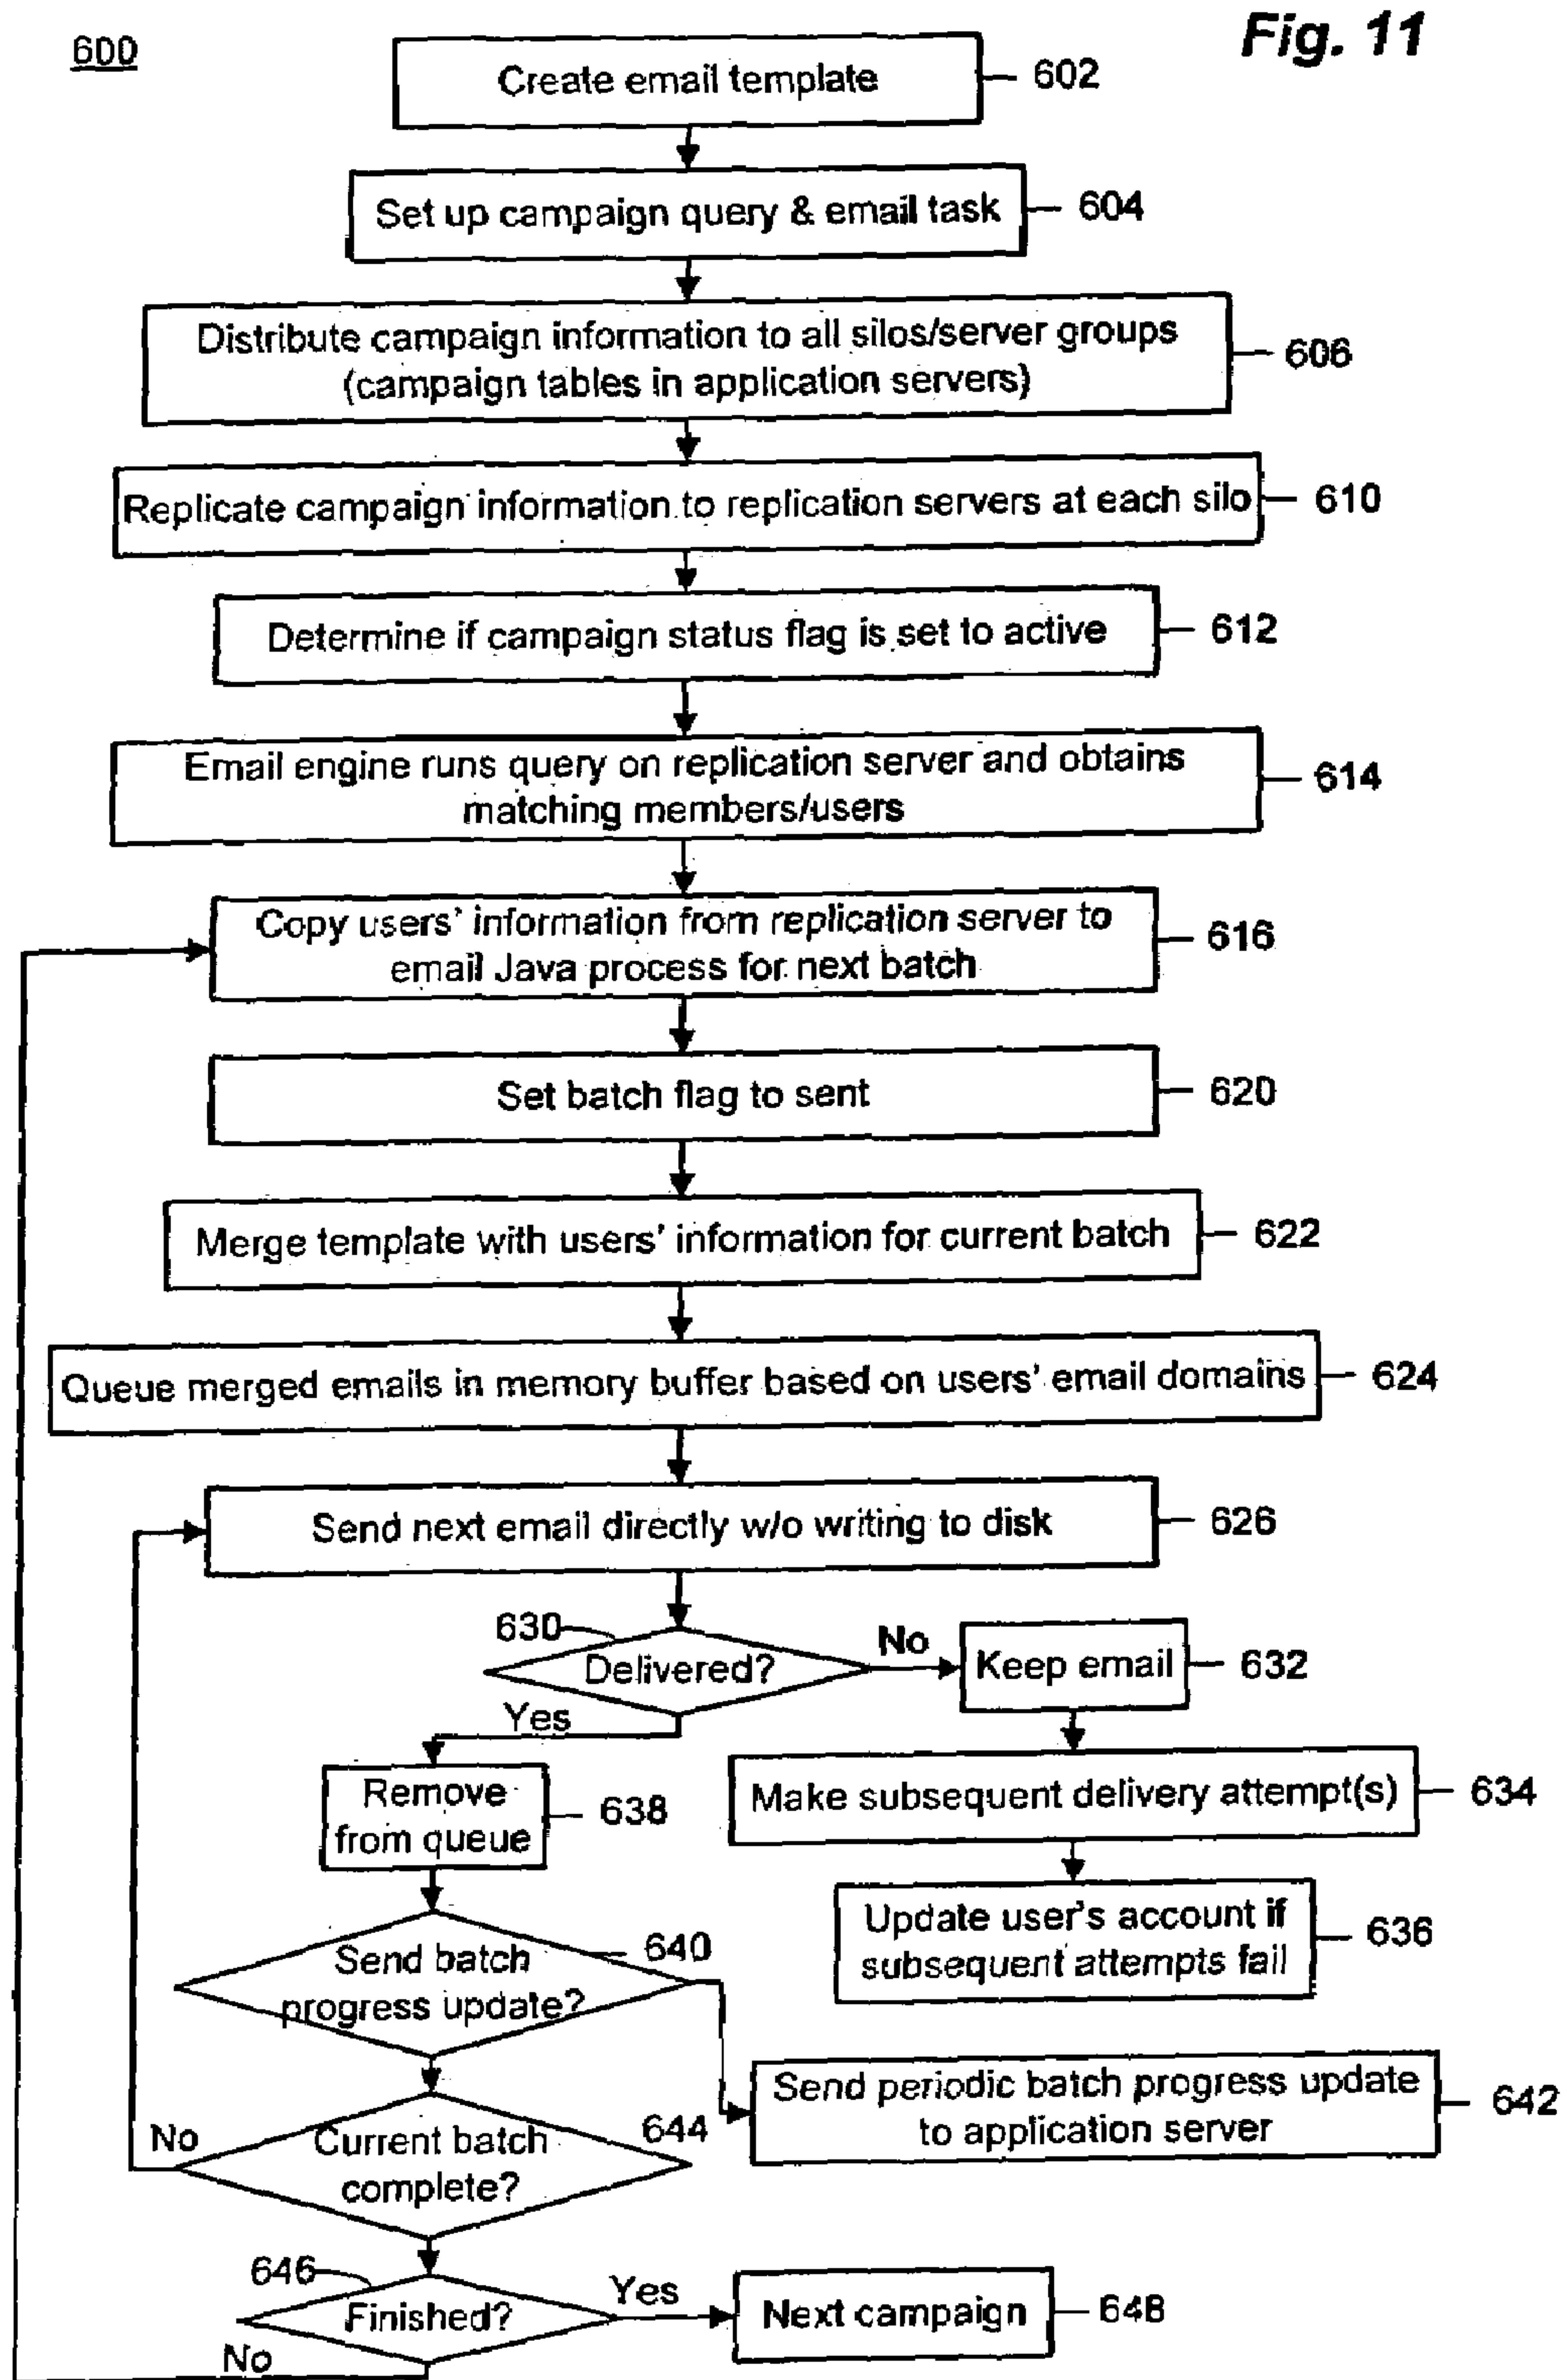 600
Fig. 11
Create email template
602
Set up campaign query & email task
604
Distribute campaign information to all silos/server groups
(campaign tables in application servers)
606
Replicate campaign information to replication servers at each silo
610
Determine if campaign status flag is set to active
612
Email engine runs query on replication server and obtains
matching members/users
614
Copy users' information from replication server to
email Java process for next batch
616
Set batch flag to sent
620
Merge template with users' information for current batch
622
Queue merged emails in memory buffer based on users' email domains
624
Send next email directly w/o writing to disk
626
630
Delivered?
No
Keep email
632
Yes
Remove
from queue
638
Make subsequent delivery attempt(s)
634
Update user's account if
subsequent attempts fail
636
Send batch
progress update?
640
Send periodic batch progress update
to application server
642
No
Current batch
complete?
644
646
Finished?
Yes
Next campaign
648
No